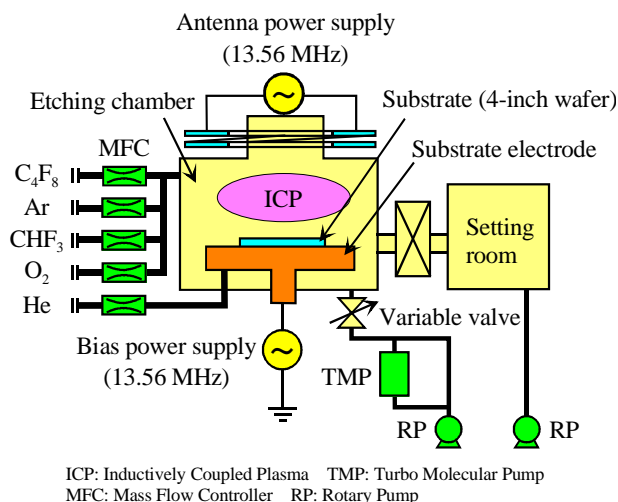 Antenna power supply
(13.56 MHz)
Etching chamber
Substrate (4-inch wafer)
MFC
Substrate electrode
C₄F₈
ICP
Ar
Setting
room
CHF₃
O₂
He
Variable valve
Bias power supply
(13.56 MHz)
TMP
RP
RP
ICP: Inductively Coupled Plasma TMP: Turbo Molecular Pump
MFC: Mass Flow Controller RP: Rotary Pump